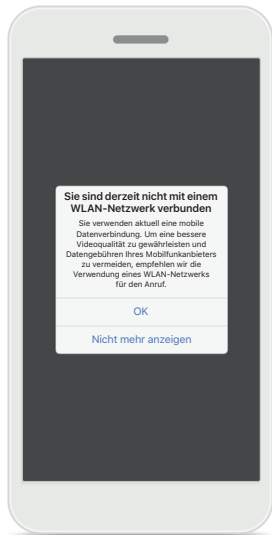 Sie sind derzeit nicht mit einem
WLAN-Netzwerk verbunden
Sie verwenden aktuell eine mobile
Datenverbindung. Um eine bessere
Videoqualität zu gewährleisten und
Datengebühren Ihres Mobilfunkanbieters
zu vermeiden, empfehlen wir die
Verwendung eines WLAN-Netzwerks
für den Anruf.
OK
Nicht mehr anzeigen